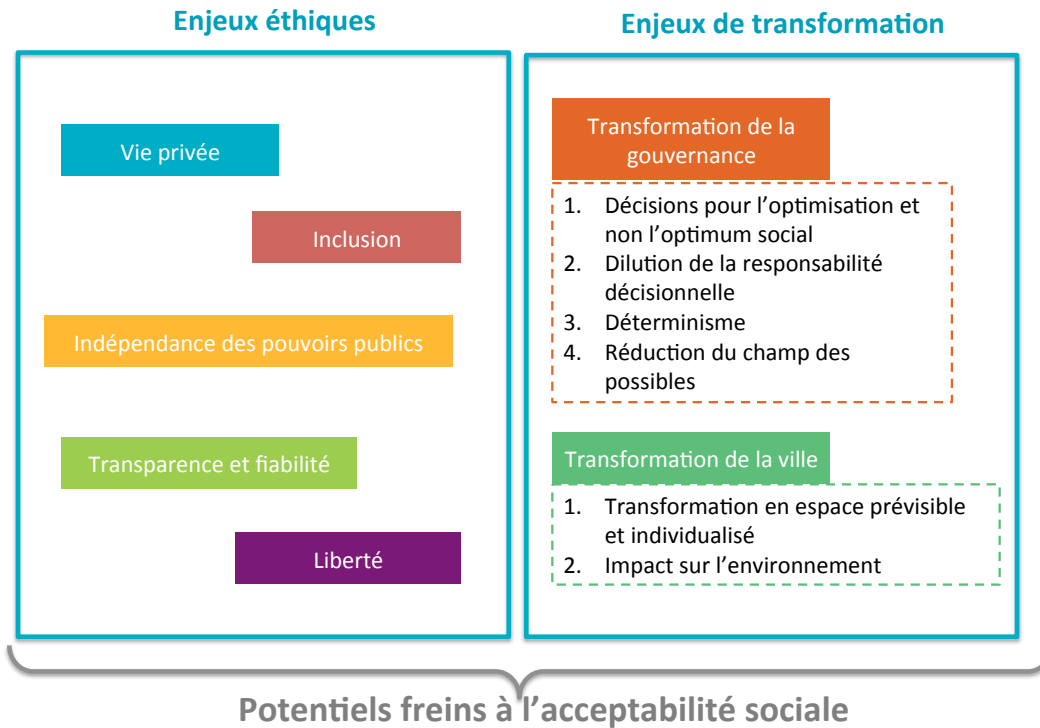 Enjeux éthiques
Vie privée
Inclusion
Indépendance des pouvoirs publics
Transparence et fiabilité
Liberté
Enjeux de transformation
Transformation de la
gouvernance
1. Décisions pour l’optimisation et
non l’optimum social
2. Dilution de la responsabilité
décisionnelle
3. Déterminisme
4. Réduction du champ des
possibles
Transformation de la ville
1. Transformation en espace prévisible
et individualisé
2. Impact sur l’environnement
Potentiels freins à l’acceptabilité sociale